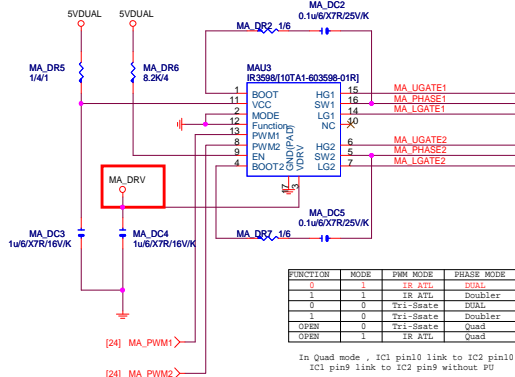 5VDUAL
5VDUAL
MA_DC2
0.1u/6/X7R/25V/K
MA_DR2 1/6
MA_DR5
1/4/1
MA_DR6
8.2K/4
MAU3
IR3598/[10TA1-603598-01R]
1 BOOT HG1 15 MA_UGATE1
11 VCC SW1 16 MA_PHASE1
2 MODE LG1 14 MA_LGATE1
12 Function NC 10
13 PWM1
8 PWM2 HG2 6 MA_UGATE2
9 EN SW2 5 MA_PHASE2
4 BOOT2 LG2 7 MA_LGATE2
GND(PAD)
VDRV
17
3
MA_DRV
MA_DC3
1u/6/X7R/16V/K
MA_DC4
1u/6/X7R/16V/K
MA_DR7 1/6
MA_DC5
0.1u/6/X7R/25V/K
FUNCTION MODE PWM MODE PHASE MODE
0 1 IR ATL DUAL
1 1 IR ATL Doubler
0 0 Tri-Ssate DUAL
1 0 Tri-Ssate Doubler
OPEN 0 Tri-Ssate Quad
OPEN 1 IR ATL Quad
In Quad mode , IC1 pin10 link to IC2 pin10
IC1 pin9 link to IC2 pin9 without PU
[24] MA_PWM1
[24] MA_PWM2